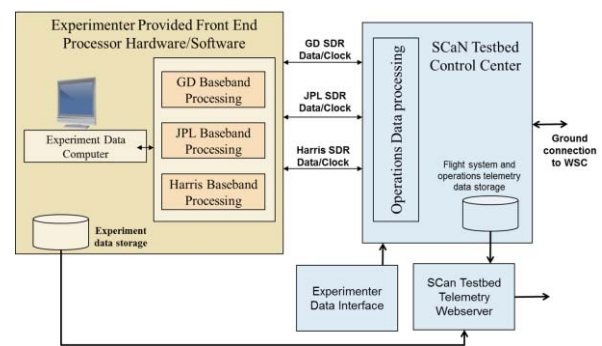 Experimenter Provided Front End
Processor Hardware/Software
GD Baseband
Processing
JPL Baseband
Processing
Harris Baseband
Processing
Experiment Data
Computer
Experiment
data storage
GD SDR
Data/Clock
JPL SDR
Data/Clock
Harris SDR
Data/Clock
SCaN Testbed
Control Center
Operations Data processing
Flight system and
operations telemetry
data storage
Ground
connection
to WSC
Experimenter
Data Interface
SCan Testbed
Telemetry
Webserver